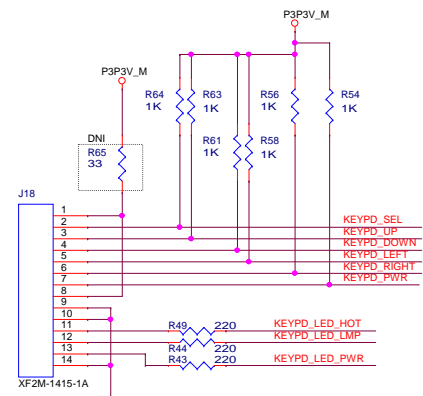 P3P3V_M
P3P3V_M
R64
1K
R63
1K
R56
1K
R54
1K
DNI
R65
33
R61
1K
R58
1K
J18
1
2
3
4
5
6
7
8
9
10
11
12
13
14
KEYPD_SEL
KEYPD_UP
KEYPD_DOWN
KEYPD_LEFT
KEYPD_RIGHT
KEYPD_PWR
R49 220 KEYPD_LED_HOT
R44 220 KEYPD_LED_LMP
R43 220 KEYPD_LED_PWR
XF2M-1415-1A